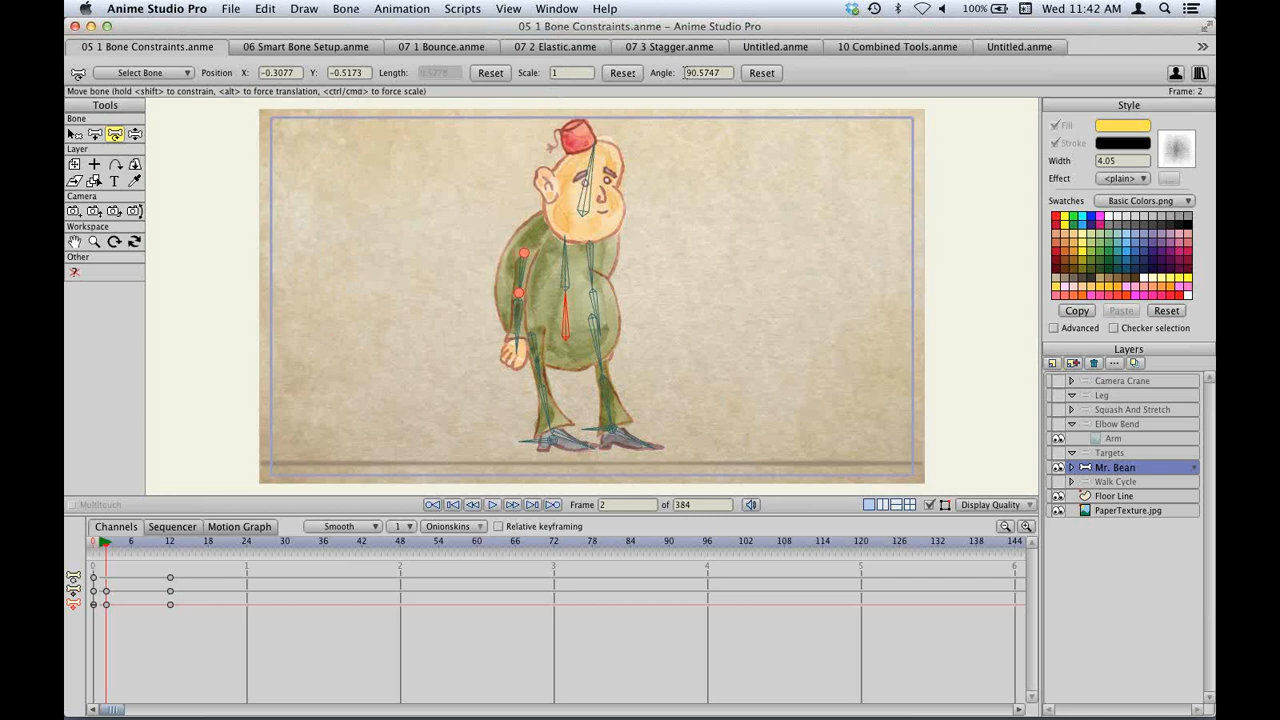 Anime Studio Pro File Edit Draw Bone Animation Scripts View Window Help 100% Wed 11:42 AM
05 1 Bone Constraints.anme
05 1 Bone Constraints.anme 06 Smart Bone Setup.anme 07 1 Bounce.anme 07 2 Elastic.anme 07 3 Stagger.anme Untitled.anme 10 Combined Tools.anme Untitled.anme
Select Bone Position X: -0.3077 Y: -0.5173 Length: Reset Scale: 1 Reset Angle: 90.5747 Reset
Move bone (hold <shift> to constrain, <alt> to force translation, <ctrl/cmd> to force scale) Frame: 2
Tools
Bone
Layer
Camera
Workspace
Other
Style
Fill
Stroke
Width 4.05
Effect <plain>
Swatches Basic Colors.png
Copy Paste Reset
Advanced Checker selection
Layers
Camera Crane
Leg
Squash And Stretch
Elbow Bend
Arm
Targets
Mr. Bean
Walk Cycle
Floor Line
PaperTexture.jpg
Multitouch Frame 2 of 384 Display Quality
Channels Sequencer Motion Graph Smooth 1 Onionskins Relative keyframing
0 6 12 18 24 30 36 42 48 54 60 66 72 78 84 90 96 102 108 114 120 126 132 138 144
0 1 2 3 4 5 6